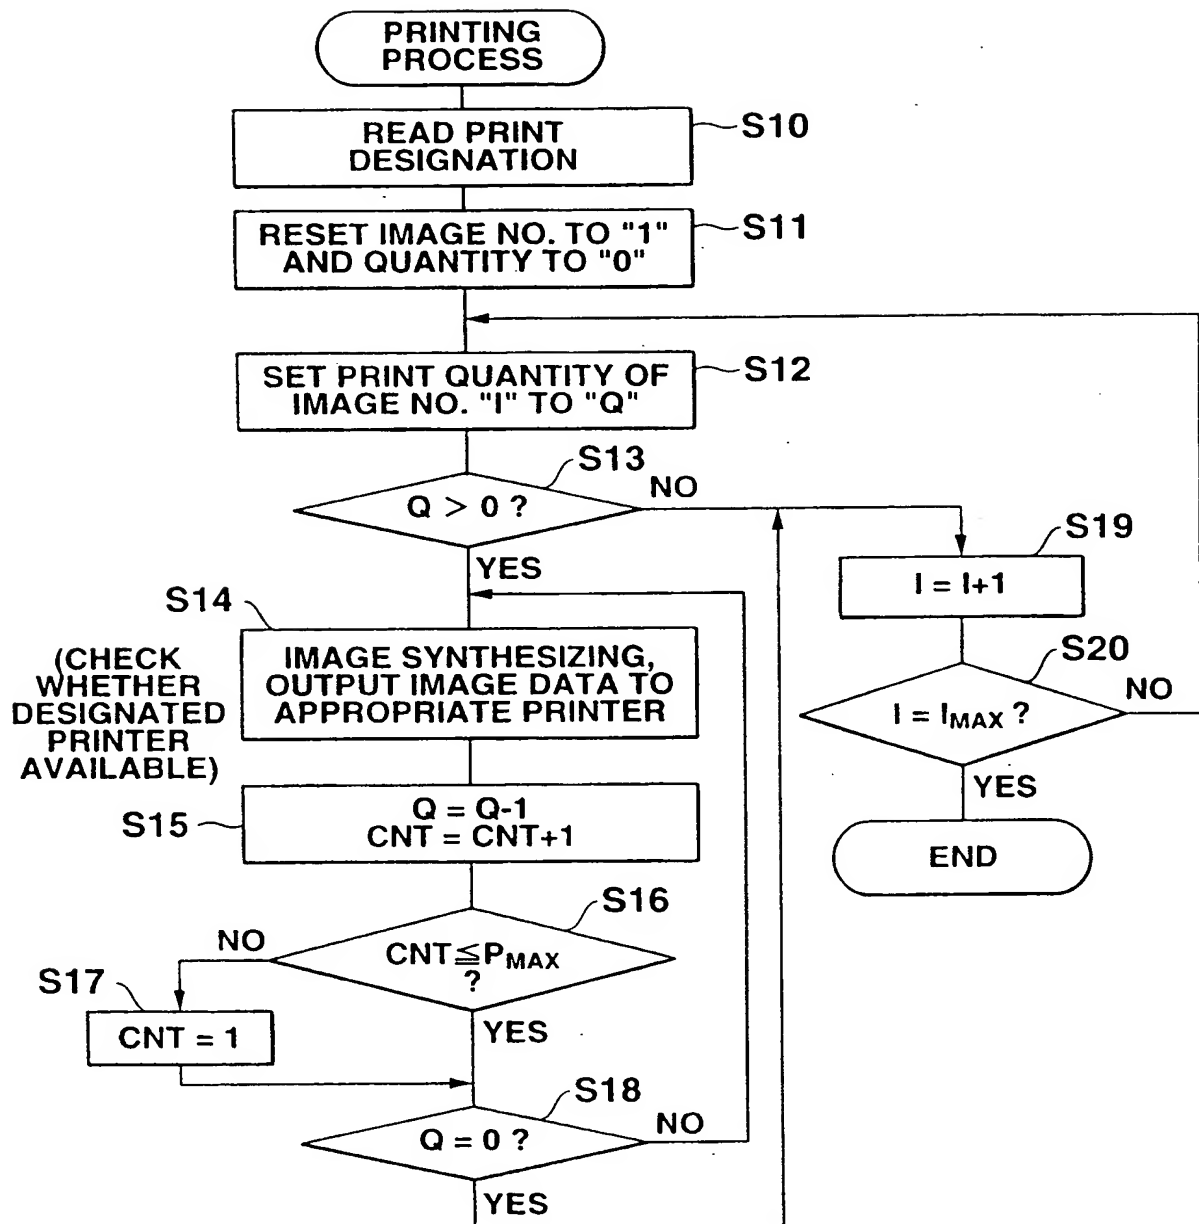 PRINTING
PROCESS
READ PRINT
DESIGNATION
S10
RESET IMAGE NO. TO "1"
AND QUANTITY TO "0"
S11
SET PRINT QUANTITY OF
IMAGE NO. "I" TO "Q"
S12
S13
Q > 0 ?
NO
YES
S19
I = I+1
S14
(CHECK
WHETHER
DESIGNATED
PRINTER
AVAILABLE)
IMAGE SYNTHESIZING,
OUTPUT IMAGE DATA TO
APPROPRIATE PRINTER
S20
I = IMAX ?
NO
YES
END
S15
Q = Q-1
CNT = CNT+1
S16
CNT≦PMAX
?
NO
YES
S17
CNT = 1
S18
Q = 0 ?
NO
YES